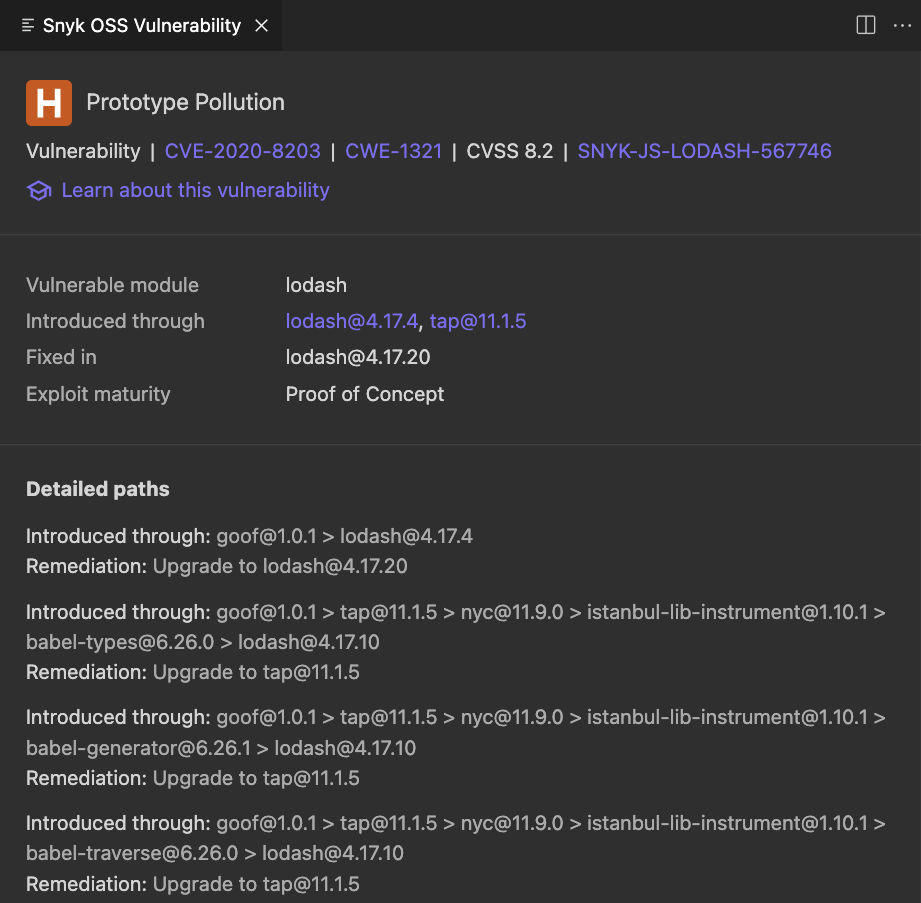 Snyk OSS Vulnerability
H Prototype Pollution
Vulnerability | CVE-2020-8203 | CWE-1321 | CVSS 8.2 | SNYK-JS-LODASH-567746
Learn about this vulnerability
Vulnerable module lodash
Introduced through lodash@4.17.4, tap@11.1.5
Fixed in lodash@4.17.20
Exploit maturity Proof of Concept
Detailed paths
Introduced through: goof@1.0.1 > lodash@4.17.4
Remediation: Upgrade to lodash@4.17.20
Introduced through: goof@1.0.1 > tap@11.1.5 > nyc@11.9.0 > istanbul-lib-instrument@1.10.1 >
babel-types@6.26.0 > lodash@4.17.10
Remediation: Upgrade to tap@11.1.5
Introduced through: goof@1.0.1 > tap@11.1.5 > nyc@11.9.0 > istanbul-lib-instrument@1.10.1 >
babel-generator@6.26.1 > lodash@4.17.10
Remediation: Upgrade to tap@11.1.5
Introduced through: goof@1.0.1 > tap@11.1.5 > nyc@11.9.0 > istanbul-lib-instrument@1.10.1 >
babel-traverse@6.26.0 > lodash@4.17.10
Remediation: Upgrade to tap@11.1.5